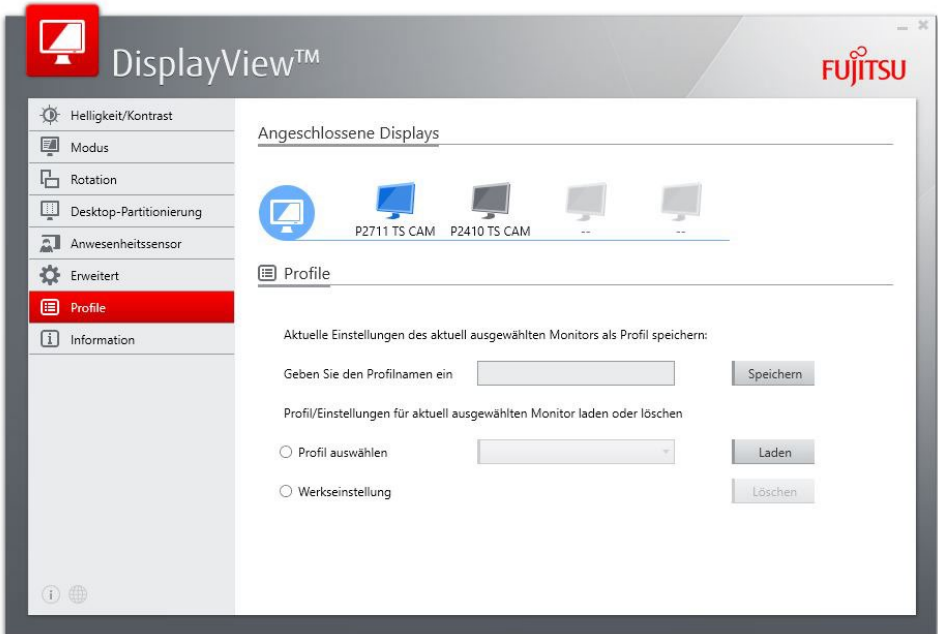 DisplayView™
FUJITSU
Helligkeit/Kontrast
Modus
Rotation
Desktop-Partitionierung
Anwesenheitssensor
Erweitert
Profile
Information
Angeschlossene Displays
P2711 TS CAM P2410 TS CAM -- --
Profile
Aktuelle Einstellungen des aktuell ausgewählten Monitors als Profil speichern:
Geben Sie den Profilnamen ein Speichern
Profil/Einstellungen für aktuell ausgewählten Monitor laden oder löschen
Profil auswählen Laden
Werkseinstellung Löschen